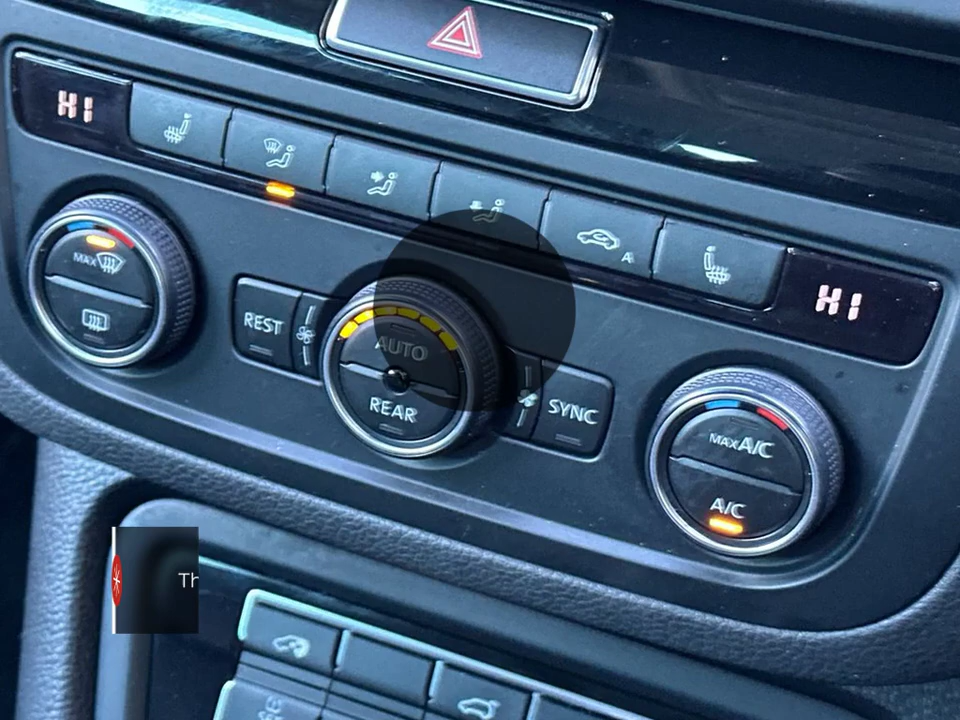 HI
HI
MAX
REST
AUTO
REAR
SYNC
MAX A/C
A/C
A
Th